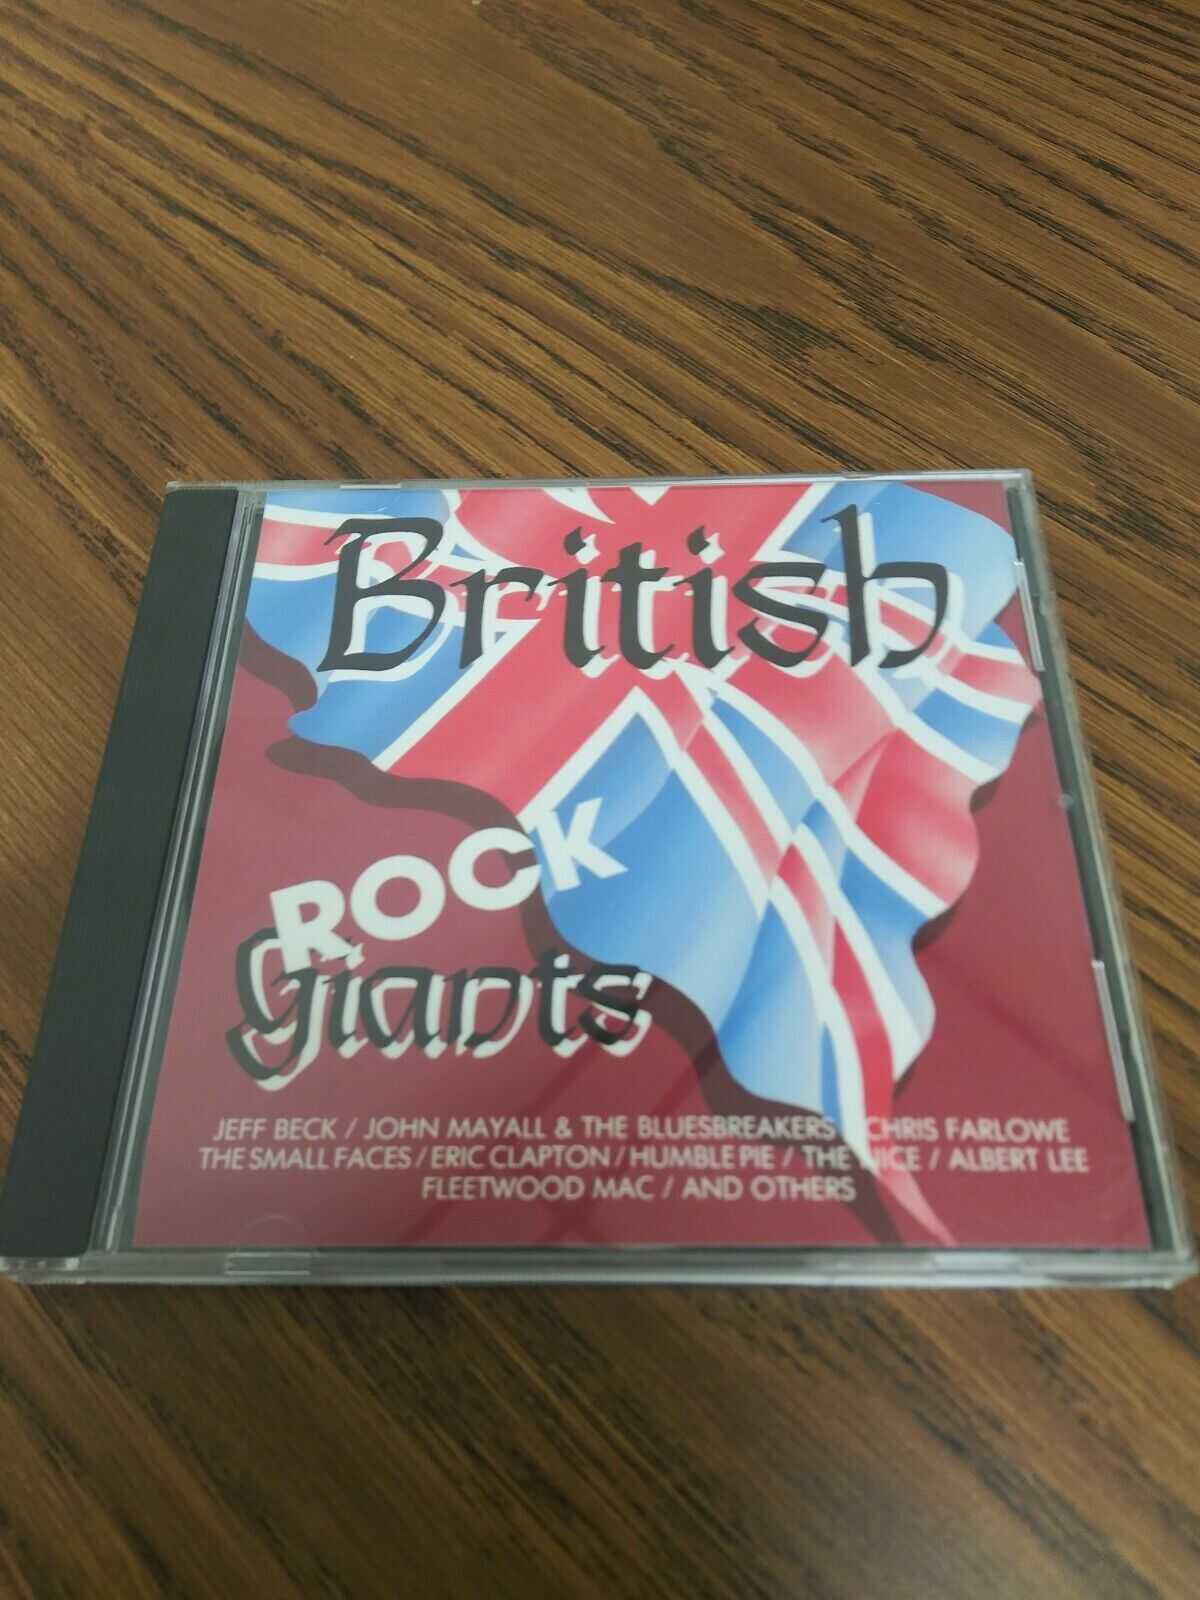 British
ROCK
giants
JEFF BECK / JOHN MAYALL & THE BLUESBREAKERS / CHRIS FARLOWE
THE SMALL FACES / ERIC CLAPTON / HUMBLE PIE / THE NICE / ALBERT LEE
FLEETWOOD MAC / AND OTHERS